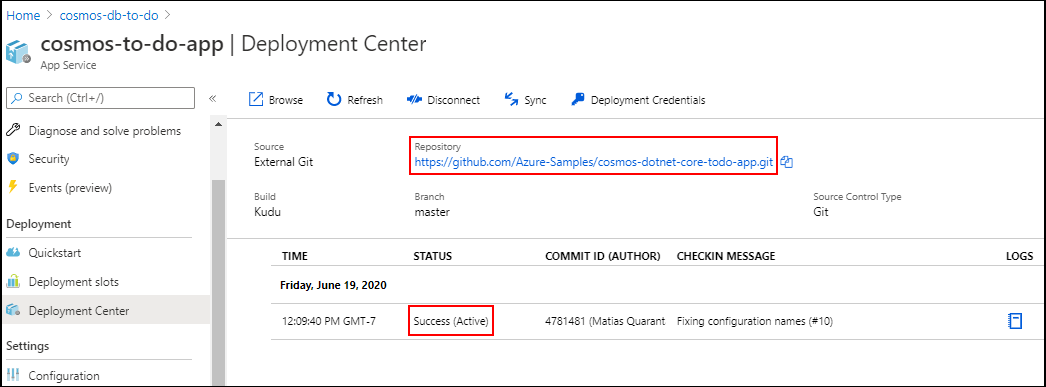 Home > cosmos-db-to-do >
cosmos-to-do-app | Deployment Center
App Service
Search (Ctrl+/)
«
Browse Refresh Disconnect Sync Deployment Credentials
Diagnose and solve problems
Security
Events (preview)
Deployment
Quickstart
Deployment slots
Deployment Center
Settings
Configuration
Source Repository
External Git https://github.com/Azure-Samples/cosmos-dotnet-core-todo-app.git
Build Branch Source Control Type
Kudu master Git
TIME STATUS COMMIT ID (AUTHOR) CHECKIN MESSAGE LOGS
Friday, June 19, 2020
12:09:40 PM GMT-7 Success (Active) 4781481 (Matias Quarant Fixing configuration names (#10)